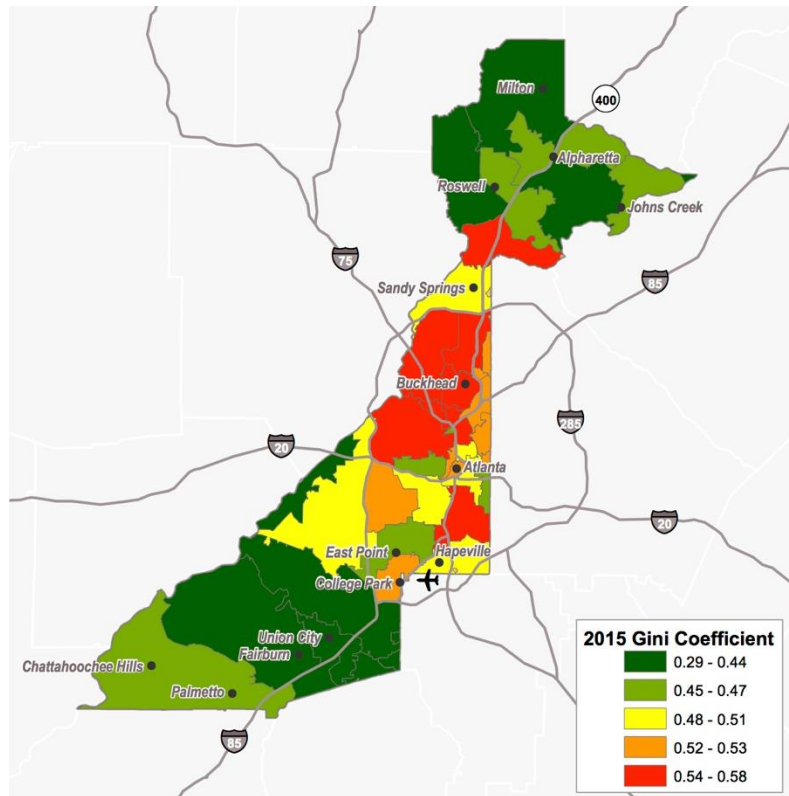 Milton
400
Alpharetta
Roswell
Johns Creek
75
Sandy Springs
85
Buckhead
285
20
Atlanta
20
East Point
Hapeville
College Park
Union City
Fairburn
Chattahoochee Hills
Palmetto
85
2015 Gini Coefficient
0.29 - 0.44
0.45 - 0.47
0.48 - 0.51
0.52 - 0.53
0.54 - 0.58